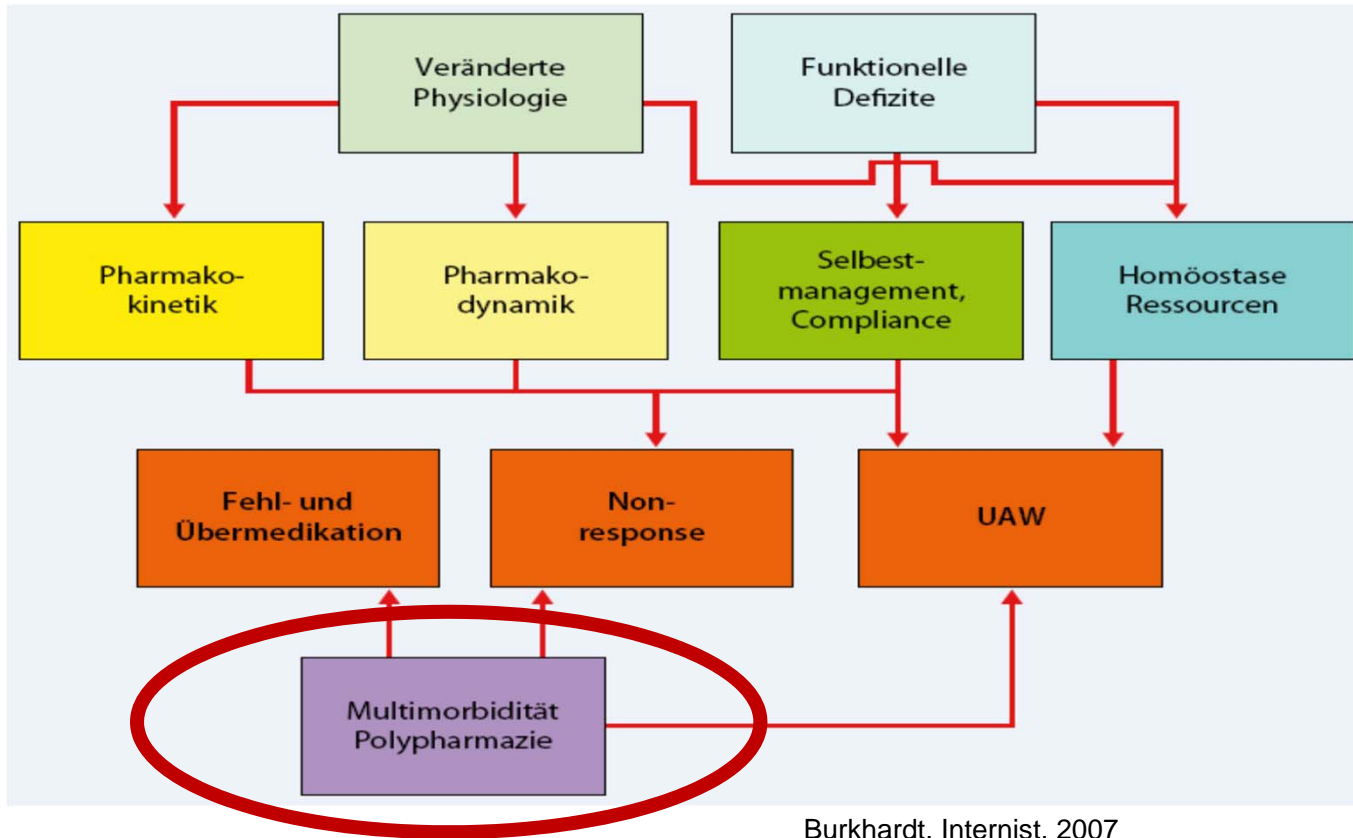 Veränderte
Physiologie
Funktionelle
Defizite
Pharmako-
kinetik
Pharmako-
dynamik
Selbest-
management,
Compliance
Homöostase
Ressourcen
Fehl- und
Übermedikation
Non-
response
UAW
Multimorbidität
Polypharmazie
Burkhardt, Internist, 2007